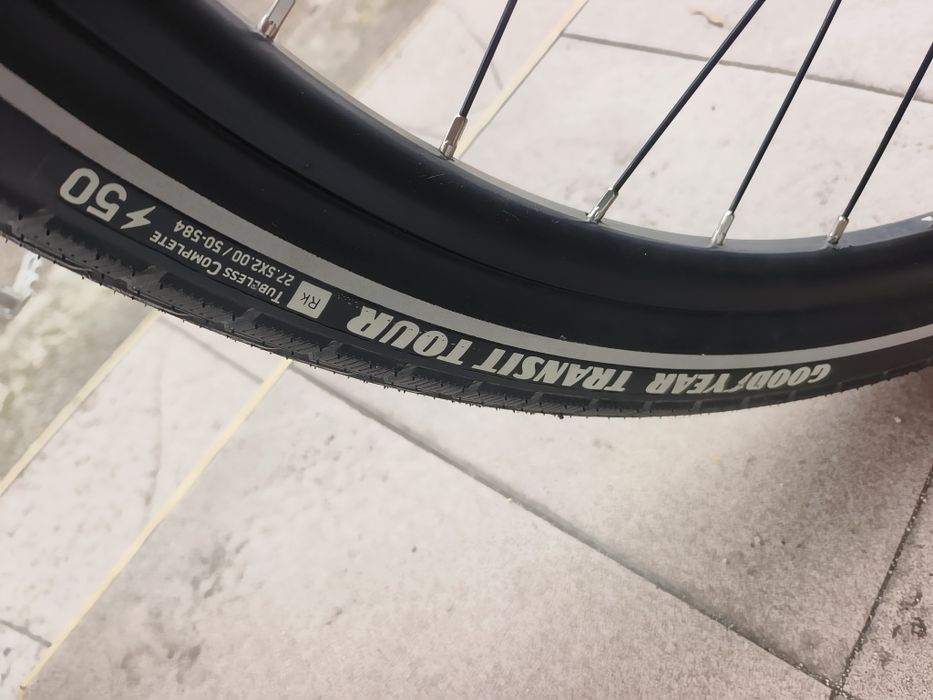 GOODYEAR TRANSIT TOUR
RK
TUBELESS COMPLETE
27.5X2.00 / 50-584
50